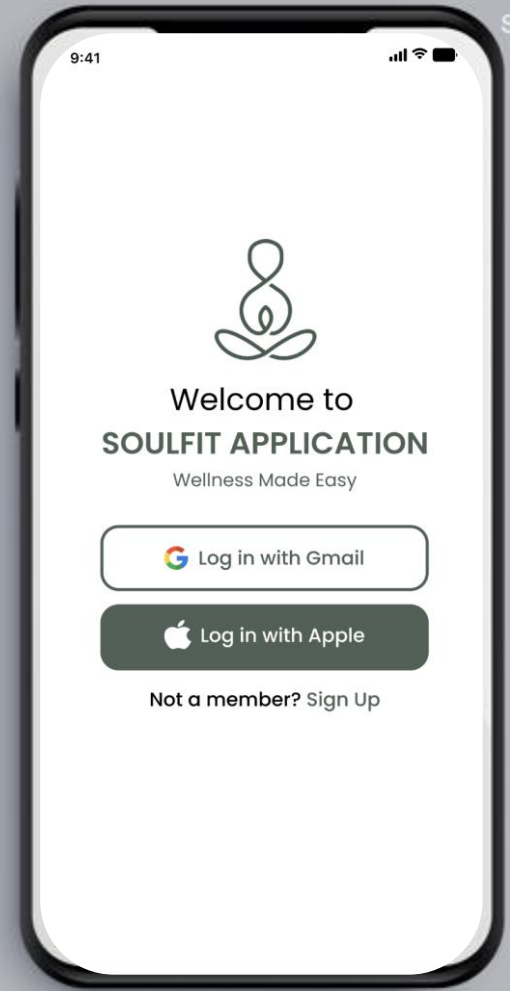 9:41
Welcome to
SOULFIT APPLICATION
Wellness Made Easy
Log in with Gmail
Log in with Apple
Not a member? Sign Up